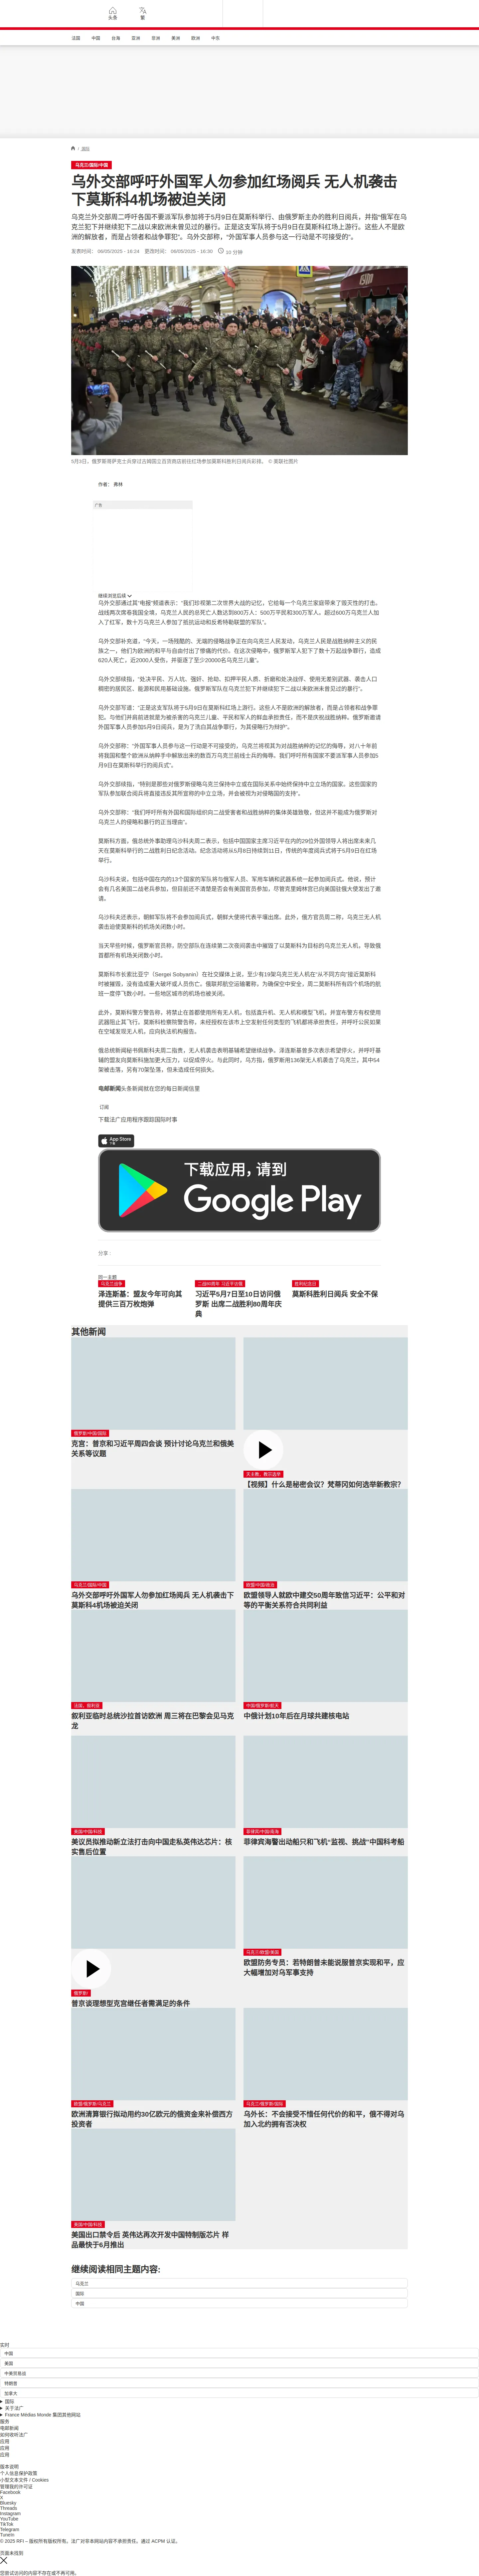 头条
繁
法国
中国
台海
亚洲
非洲
美洲
欧洲
中东
/ 国际
乌克兰/国际/中国
乌外交部呼吁外国军人勿参加红场阅兵 无人机袭击
下莫斯科4机场被迫关闭
乌克兰外交部周二呼吁各国不要派军队参加将于5月9日在莫斯科举行、由俄罗斯主办的胜利日阅兵，并指“俄军在乌
克兰犯下并继续犯下二战以来欧洲未曾见过的暴行。正是这支军队将于5月9日在莫斯科红场上游行。这些人不是欧
洲的解放者，而是占领者和战争罪犯”。乌外交部称，“外国军事人员参与这一行动是不可接受的”。
发表时间： 06/05/2025 - 16:24 更改时间： 06/05/2025 - 16:30 10 分钟
5月3日，俄罗斯哥萨克士兵穿过古姆国立百货商店前往红场参加莫斯科胜利日阅兵彩排。 © 美联社图片
作者： 弗林
广告
继续浏览后续
乌外交部通过其“电报”频道表示：“我们珍视第二次世界大战的记忆，它给每一个乌克兰家庭带来了毁灭性的打击。
战线两次席卷我国全境，乌克兰人民的总死亡人数达到800万人：500万平民和300万军人。超过600万乌克兰人加
入了红军，数十万乌克兰人参加了抵抗运动和反希特勒联盟的军队”。
乌外交部补充道，“今天，一场残酷的、无端的侵略战争正在向乌克兰人民发动，乌克兰人民是战胜纳粹主义的民
族之一，他们为欧洲的和平与自由付出了惨痛的代价。在这次侵略中，俄罗斯军人犯下了数十万起战争罪行，造成
620人死亡，近2000人受伤，并驱逐了至少20000名乌克兰儿童”。
乌外交部续指，“处决平民、万人坑、强奸、抢劫、扣押平民人质、折磨和处决战俘、使用无差别武器、袭击人口
稠密的居民区、能源和民用基础设施。俄罗斯军队在乌克兰犯下并继续犯下二战以来欧洲未曾见过的暴行”。
乌外交部写道：“正是这支军队将于5月9日在莫斯科红场上游行。这些人不是欧洲的解放者，而是占领者和战争罪
犯。与他们并肩前进就是为被杀害的乌克兰儿童、平民和军人的鲜血承担责任，而不是庆祝战胜纳粹。俄罗斯邀请
外国军事人员参加5月9日阅兵，是为了洗白其战争罪行，为其侵略行为辩护”。
乌外交部称：“外国军事人员参与这一行动是不可接受的，乌克兰将视其为对战胜纳粹的记忆的侮辱，对八十年前
将我国和整个欧洲从纳粹手中解放出来的数百万乌克兰前线士兵的侮辱。我们呼吁所有国家不要派军事人员参加5
月9日在莫斯科举行的阅兵式”。
乌外交部续指，“特别是那些对俄罗斯侵略乌克兰保持中立或在国际关系中始终保持中立立场的国家。这些国家的
军队参加联合阅兵将直接违反其所宣称的中立立场，并会被视为对侵略国的支持”。
乌外交部称：“我们呼吁所有外国和国际组织向二战受害者和战胜纳粹的集体英雄致敬，但这并不能成为俄罗斯对
乌克兰人的侵略和暴行的正当理由”。
莫斯科方面，俄总统外事助理乌沙科夫周二表示，包括中国国家主席习近平在内的29位外国领导人将出席未来几
天在莫斯科举行的二战胜利日纪念活动。纪念活动将从5月8日持续到11日，传统的年度阅兵式将于5月9日在红场
举行。
乌沙科夫说，包括中国在内的13个国家的军队将与俄军人员、军用车辆和武器系统一起参加阅兵式。他说，预计
会有几名美国二战老兵参加，但目前还不清楚是否会有美国官员参加，尽管克里姆林宫已向美国驻俄大使发出了邀
请。
乌沙科夫还表示，朝鲜军队将不会参加阅兵式，朝鲜大使将代表平壤出席。此外，俄方官员周二称，乌克兰无人机
袭击迫使莫斯科的机场关闭数小时。
当天早些时候，俄罗斯官员称，防空部队在连续第二次夜间袭击中摧毁了以莫斯科为目标的乌克兰无人机，导致俄
首都所有机场关闭数小时。
莫斯科市长索比亚宁（Sergei Sobyanin）在社交媒体上说，至少有19架乌克兰无人机在“从不同方向”接近莫斯科
时被摧毁，没有造成重大破坏或人员伤亡。俄联邦航空运输署称，为确保空中安全，周二莫斯科所有四个机场的航
班一度停飞数小时。一些地区城市的机场也被关闭。
此外，莫斯科警方警告称，将禁止在首都使用所有无人机，包括直升机、无人机和模型飞机，并宣布警方有权使用
武器阻止其飞行。莫斯科检察院警告称，未经授权在该市上空发射任何类型的飞机都将承担责任，并呼吁公民如果
在空域发现无人机，应向执法机构报告。
俄总统新闻秘书佩斯科夫周二指责，无人机袭击表明基辅希望继续战争。泽连斯基曾多次表示希望停火，并呼吁基
辅的盟友向莫斯科施加更大压力，以促成停火。与此同时，乌方指，俄罗斯用136架无人机袭击了乌克兰，其中54
架被击落，另有70架坠落，但未造成任何损失。
电邮新闻头条新闻就在您的每日新闻信里
订阅
下载法广应用程序跟踪国际时事
App Store
下载应用，请到
Google Play
分享 :
同一主题
乌克兰战争
泽连斯基：盟友今年可向其
提供三百万枚炮弹
二战80周年 习近平访俄
习近平5月7日至10日访问俄
罗斯 出席二战胜利80周年庆
典
胜利纪念日
莫斯科胜利日阅兵 安全不保
其他新闻
俄罗斯/中国/国际
克宫：普京和习近平周四会谈 预计讨论乌克兰和俄美
关系等议题
天主教、教宗选举
【视频】什么是秘密会议？梵蒂冈如何选举新教宗？
乌克兰/国际/中国
乌外交部呼吁外国军人勿参加红场阅兵 无人机袭击下
莫斯科4机场被迫关闭
欧盟/中国/政治
欧盟领导人就欧中建交50周年致信习近平：公平和对
等的平衡关系符合共同利益
法国、叙利亚
叙利亚临时总统沙拉首访欧洲 周三将在巴黎会见马克
龙
中国/俄罗斯/航天
中俄计划10年后在月球共建核电站
美国/中国/科技
美议员拟推动新立法打击向中国走私英伟达芯片：核
实售后位置
菲律宾/中国/南海
菲律宾海警出动船只和飞机“监视、挑战”中国科考船
俄罗斯/
普京谈理想型克宫继任者需满足的条件
乌克兰/欧盟/美国
欧盟防务专员：若特朗普未能说服普京实现和平，应
大幅增加对乌军事支持
欧盟/俄罗斯/乌克兰
欧洲清算银行拟动用约30亿欧元的俄资金来补偿西方
投资者
乌克兰/俄罗斯/国际
乌外长：不会接受不惜任何代价的和平，俄不得对乌
加入北约拥有否决权
美国/中国/科技
美国出口禁令后 英伟达再次开发中国特制版芯片 样
品最快于6月推出
继续阅读相同主题内容:
乌克兰
国际
中国
实时
中国
美国
中美贸易战
特朗普
加拿大
国际
关于法广
France Médias Monde 集团其他网站
服务
电邮新闻
如何收听法广
应用
应用
应用
版本说明
个人信息保护政策
小型文本文件 / Cookies
管理我的许可证
Facebook
X
Bluesky
Threads
Instagram
YouTube
TikTok
Telegram
TuneIn
© 2025 RFI – 版权所有版权所有。法广对非本网站内容不承担责任。通过 ACPM 认证。
页面未找到
您尝试访问的内容不存在或不再可用。